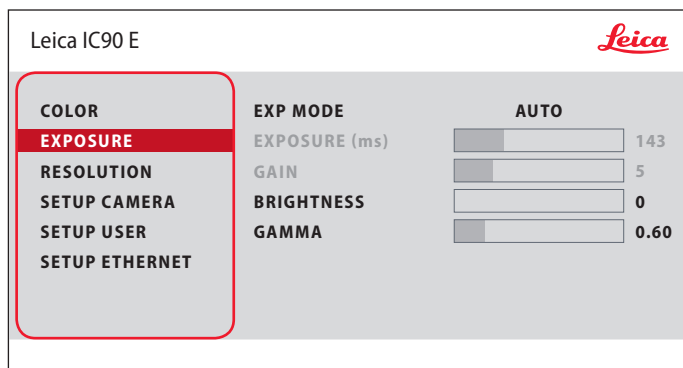 Leica IC90 E
Leica
COLOR
EXPOSURE
RESOLUTION
SETUP CAMERA
SETUP USER
SETUP ETHERNET
EXP MODE AUTO
EXPOSURE (ms) 143
GAIN 5
BRIGHTNESS 0
GAMMA 0.60